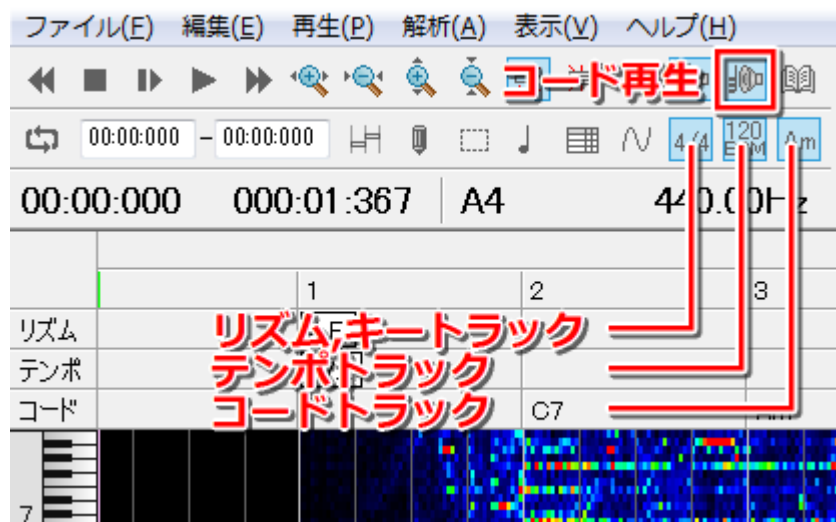 ファイル(F) 編集(E) 再生(P) 解析(A) 表示(V) ヘルプ(H)
コード再生
00:00:000 – 00:00:000 4/4 120 BPM Am
00:00:000 000:01:367 A4 440.00Hz
1 2 3
リズム リズム,キートラック
テンポ テンポトラック
コード コードトラック C7
7